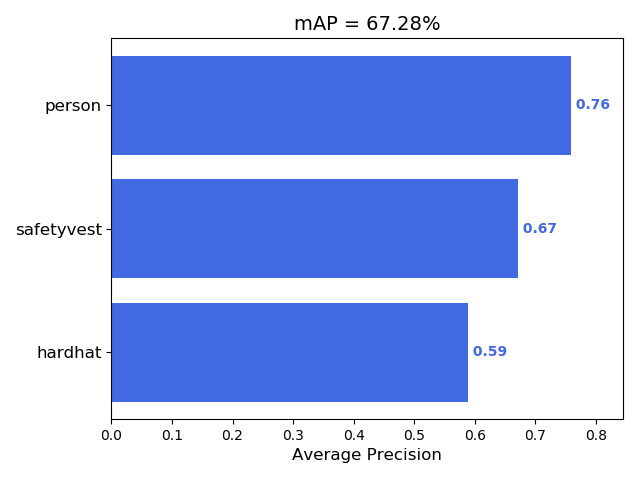 mAP = 67.28%
person
0.76
safetyvest
0.67
hardhat
0.59
0.0 0.1 0.2 0.3 0.4 0.5 0.6 0.7 0.8
Average Precision